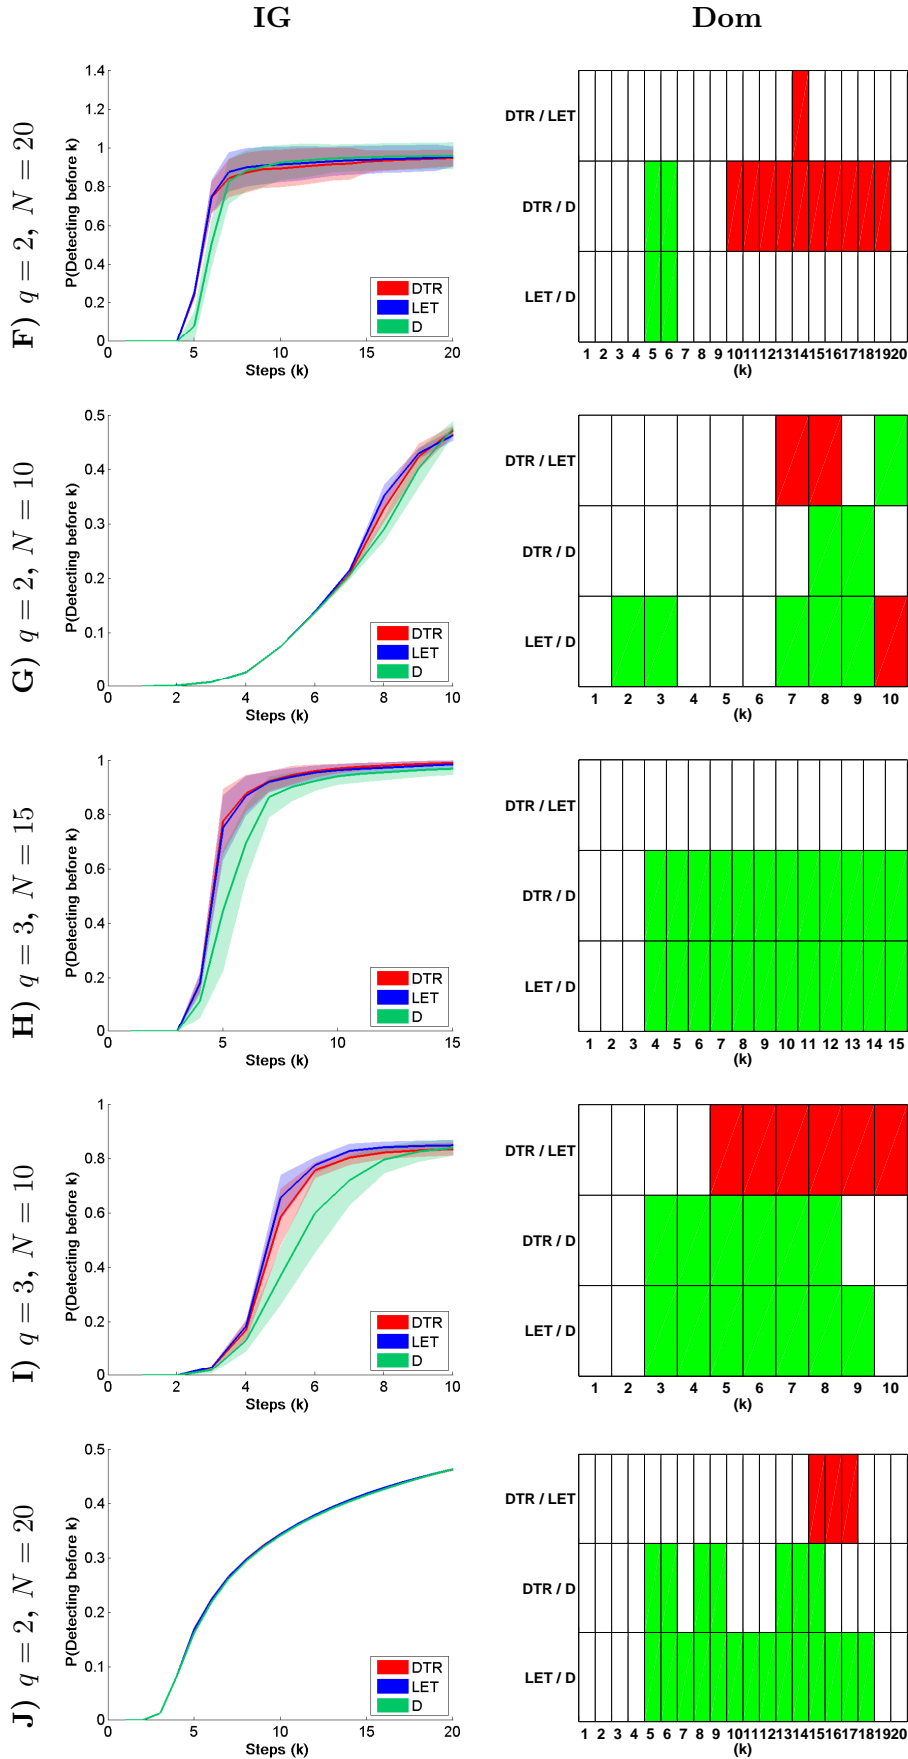 IG
Dom
F) q = 2, N = 20
P(Detecting before k)
1.4
1.2
1
0.8
0.6
0.4
0.2
0
0 5 10 15 20
Steps (k)
DTR
LET
D
DTR / LET
DTR / D
LET / D
1 2 3 4 5 6 7 8 9 10 11 12 13 14 15 16 17 18 19 20
(k)
G) q = 2, N = 10
P(Detecting before k)
0.5
0.4
0.3
0.2
0.1
0
0 2 4 6 8 10
Steps (k)
DTR
LET
D
DTR / LET
DTR / D
LET / D
1 2 3 4 5 6 7 8 9 10
(k)
H) q = 3, N = 15
P(Detecting before k)
1
0.8
0.6
0.4
0.2
0
0 5 10 15
Steps (k)
DTR
LET
D
DTR / LET
DTR / D
LET / D
1 2 3 4 5 6 7 8 9 10 11 12 13 14 15
(k)
I) q = 3, N = 10
P(Detecting before k)
1
0.8
0.6
0.4
0.2
0
0 2 4 6 8 10
Steps (k)
DTR
LET
D
DTR / LET
DTR / D
LET / D
1 2 3 4 5 6 7 8 9 10
(k)
J) q = 2, N = 20
P(Detecting before k)
0.5
0.4
0.3
0.2
0.1
0
0 5 10 15 20
Steps (k)
DTR
LET
D
DTR / LET
DTR / D
LET / D
1 2 3 4 5 6 7 8 9 10 11 12 13 14 15 16 17 18 19 20
(k)